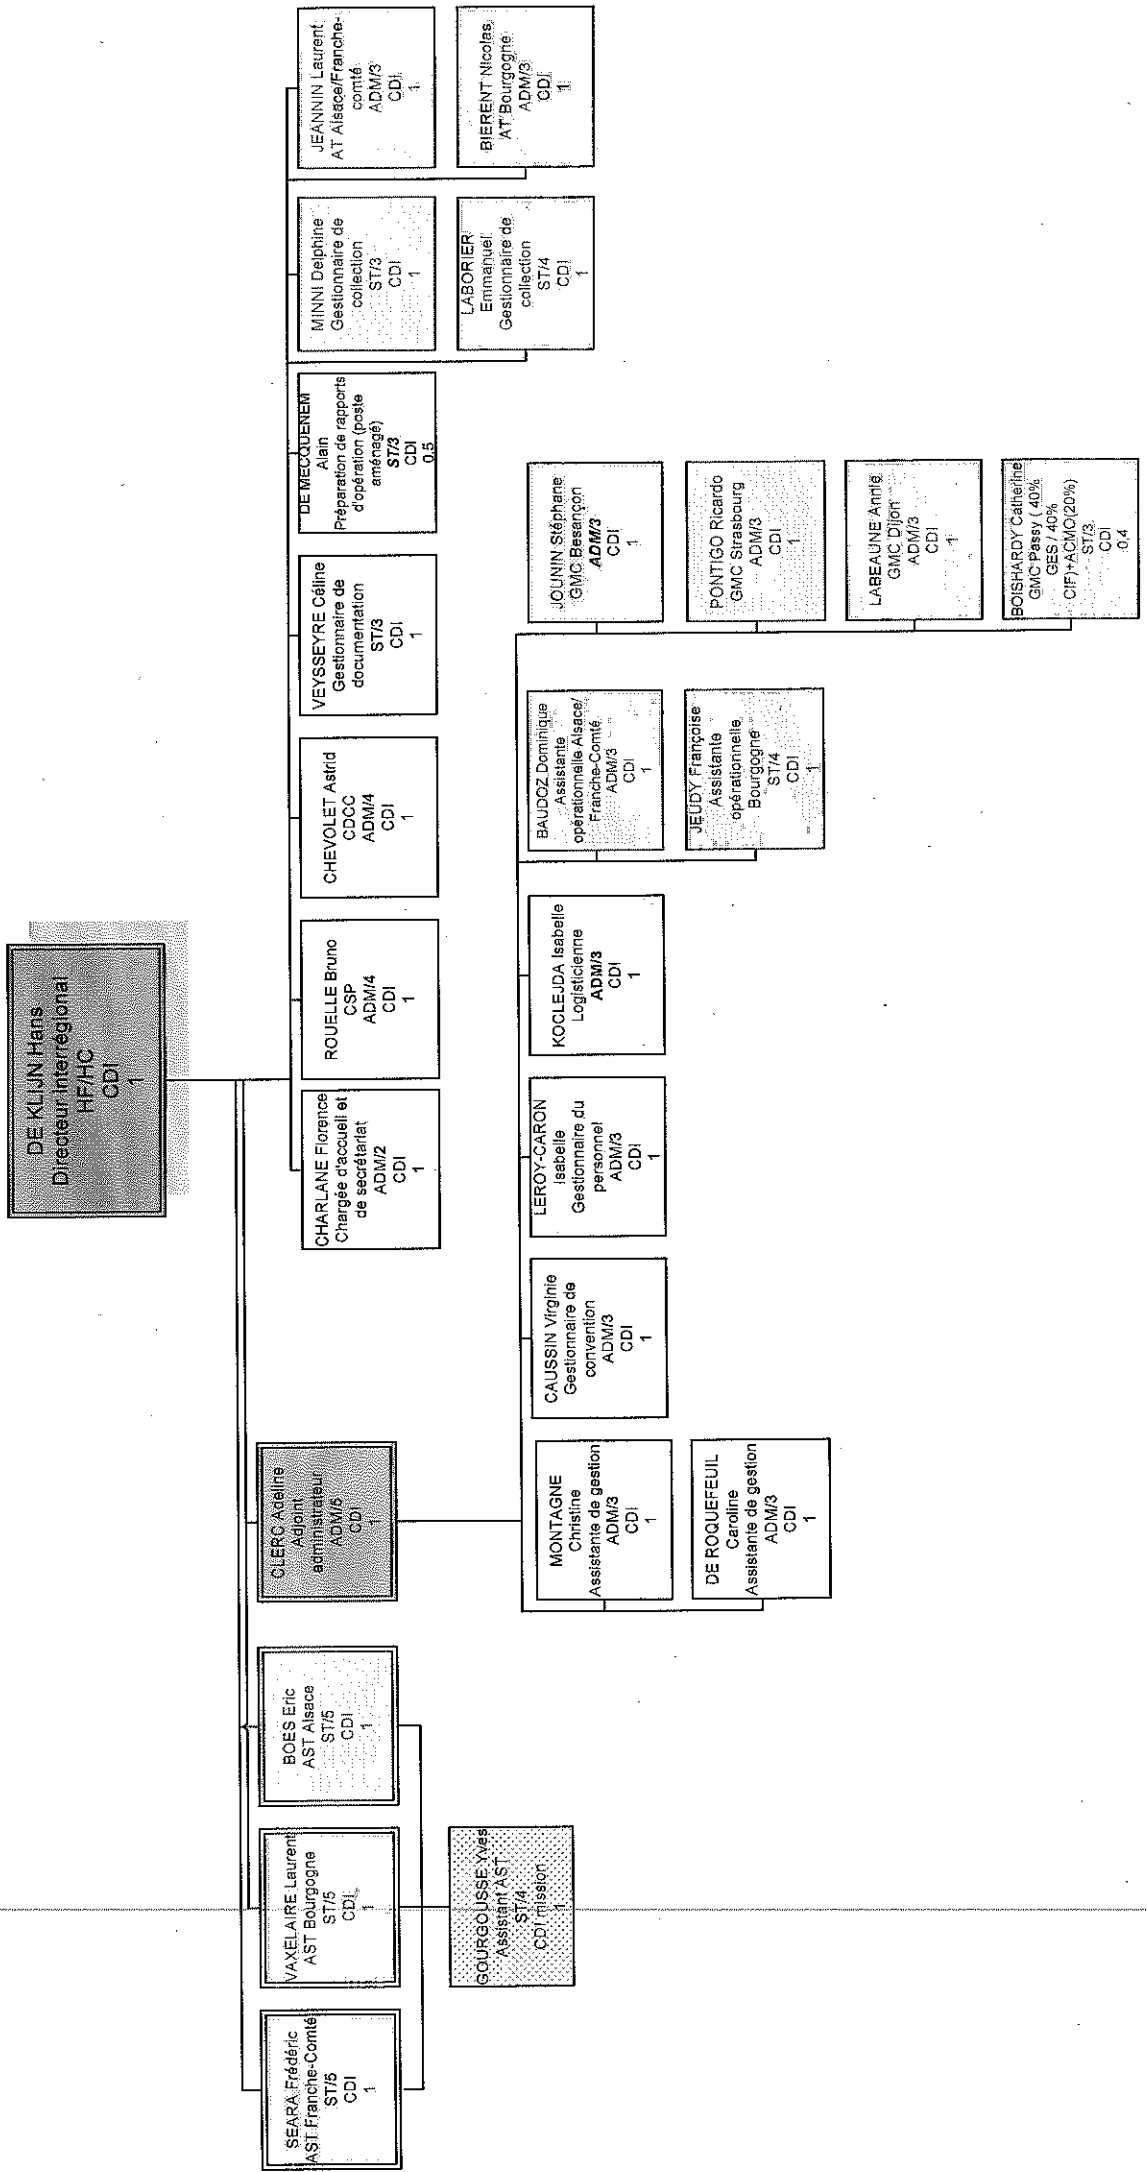 DE KLIJN Hans
Directeur interrégional
HF/HC
CDI
1
SEARA Frédéric
AST Franche-Comté
ST/5
CDI
1
VAXELAIRE Laurent
AST Bourgogne
ST/5
CDI
1
BOES Eric
AST Alsace
ST/5
CDI
1
GOURGOUSSE Yves
Assistant AST
ST/4
CDI mission
1
CLERC Adeline
Adjoint
administrateur
ADM/5
CDI
1
CHARLANE Florence
Chargée d'accueil et
de secrétariat
ADM/2
CDI
1
ROUELLE Bruno
CSP
ADM/4
CDI
1
CHEVOLET Astrid
CDCC
ADM/4
CDI
1
VEYSSEYRE Céline
Gestionnaire de
documentation
ST/3
CDI
1
DE MECQUENEM
Alain
Préparation de rapports
d'opération (poste
aménagé)
ST/3
CDI
0,5
MINNI Delphine
Gestionnaire de
collection
ST/3
CDI
1
LABORIER
Emmanuel
Gestionnaire de
collection
ST/4
CDI
1
JEANNIN Laurent
AT Alsace/Franche-
comté
ADM/3
CDI
1
BIERENT Nicolas
AT Bourgogne
ADM/3
CDI
1
MONTAGNE
Christine
Assistante de gestion
ADM/3
CDI
1
DE ROQUEFEUIL
Caroline
Assistante de gestion
ADM/3
CDI
1
CAUSSIN Virginie
Gestionnaire de
convention
ADM/3
CDI
1
LEROY-CARON
Isabelle
Gestionnaire du
personnel
ADM/3
CDI
1
KOCLEJDA Isabelle
Logisticienne
ADM/3
CDI
1
BAUDOZ Dominique
Assistante
opérationnelle Alsace/
Franche-Comté
ADM/3
CDI
1
JEUDY Françoise
Assistante
opérationnelle
Bourgogne
ST/4
CDI
1
JOUNIN Stéphane
GMC Besançon
ADM/3
CDI
1
PONTIGO Ricardo
GMC Strasbourg
ADM/3
CDI
1
LABEAUNE Annie
GMC Dijon
ADM/3
CDI
1
BOISHARDY Catherine
GMC Passy ( 40%
GES / 40%
CIF)+ACMO(20%)
ST/3
CDI
0,4